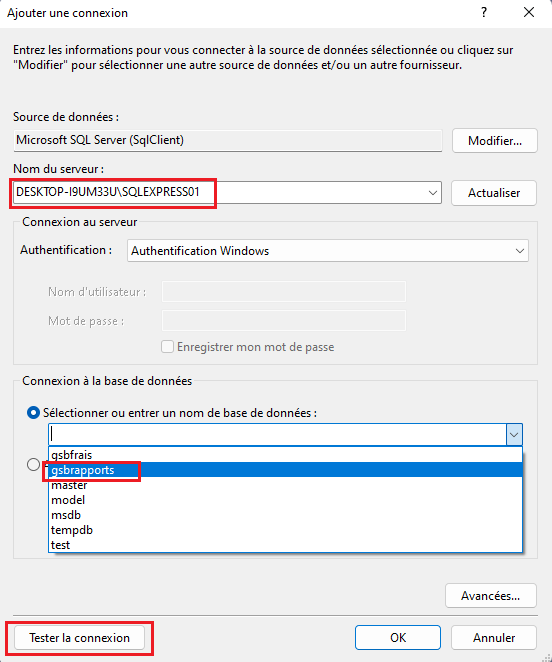 Ajouter une connexion
?
Entrez les informations pour vous connecter à la source de données sélectionnée ou cliquez sur
"Modifier" pour sélectionner une autre source de données et/ou un autre fournisseur.
Source de données :
Microsoft SQL Server (SqlClient)
Modifier...
Nom du serveur :
DESKTOP-I9UM33U\SQLEXPRESS01
Actualiser
Connexion au serveur
Authentification :
Authentification Windows
Nom d'utilisateur :
Mot de passe :
Enregistrer mon mot de passe
Connexion à la base de données
Sélectionner ou entrer un nom de base de données :
gsbfrais
gsbrapports
master
model
msdb
tempdb
test
Avancées...
Tester la connexion
OK
Annuler